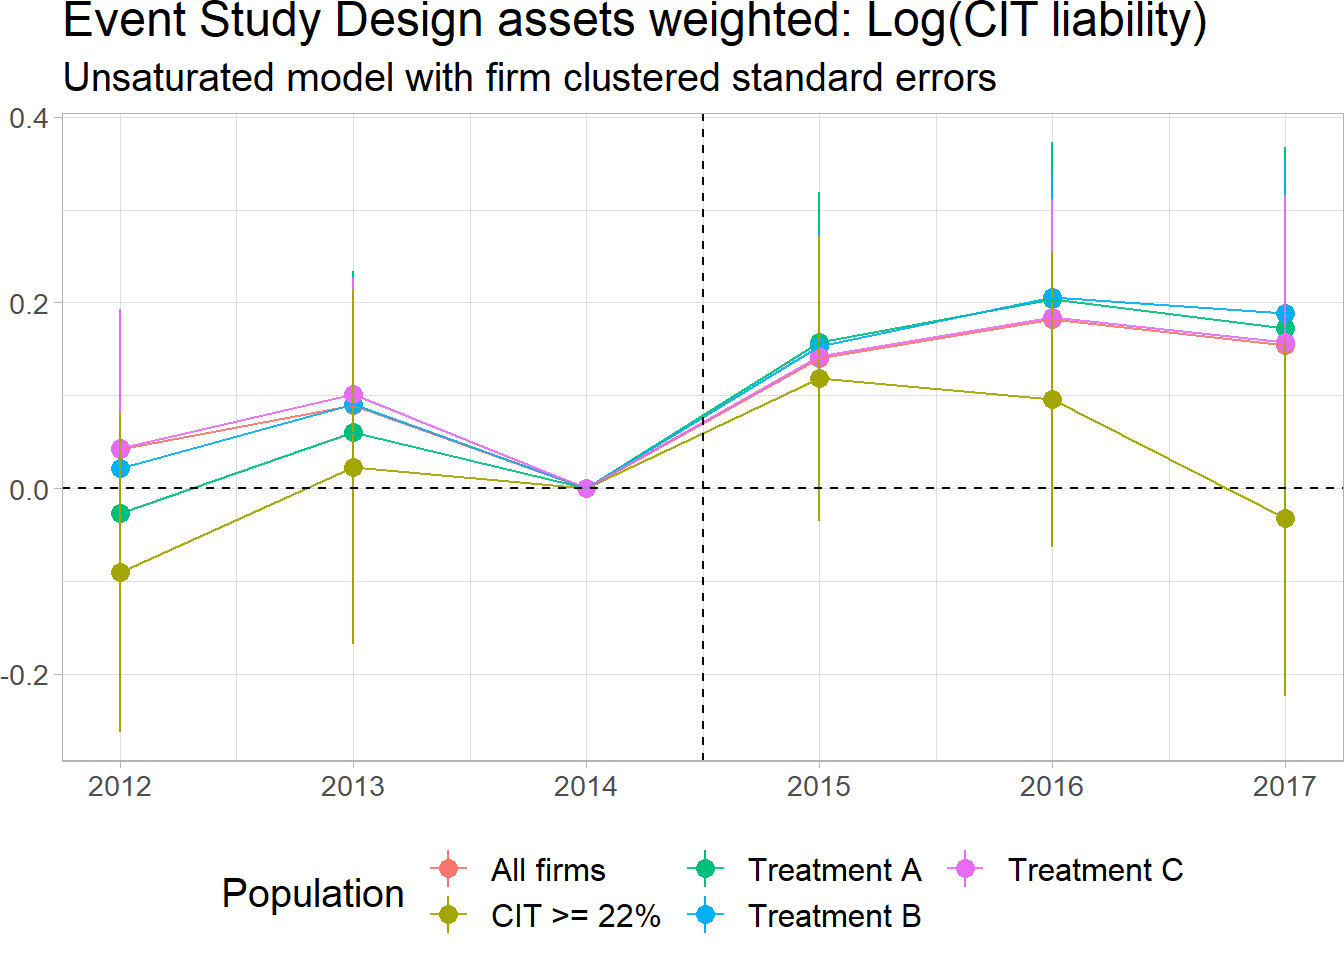 Event Study Design assets weighted: Log(CIT liability)
Unsaturated model with firm clustered standard errors
0.4
0.2
0.0
-0.2
2012 2013 2014 2015 2016 2017
Population
All firms Treatment A Treatment C
CIT >= 22% Treatment B